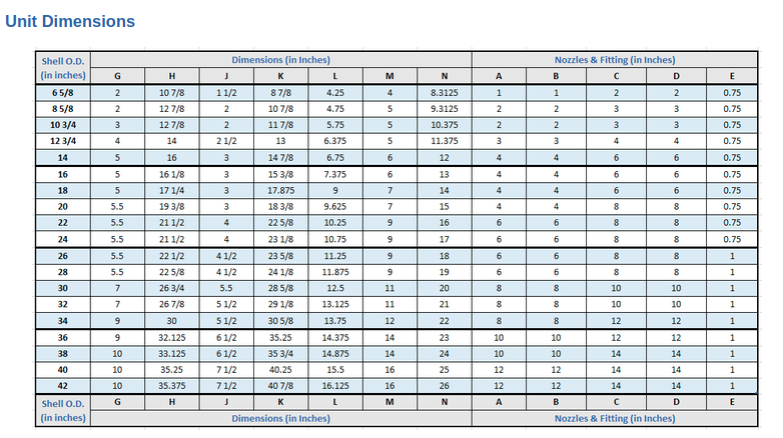 Unit Dimensions
Shell O.D. Dimensions (in Inches) Nozzles & Fitting (in Inches)
(in inches) G H J K L M N A B C D E
6 5/8 2 10 7/8 1 1/2 8 7/8 4.25 4 8.3125 1 1 2 2 0.75
8 5/8 2 12 7/8 2 10 7/8 4.75 5 9.3125 2 2 3 3 0.75
10 3/4 3 12 7/8 2 11 7/8 5.75 5 10.375 2 2 3 3 0.75
12 3/4 4 14 2 1/2 13 6.375 5 11.375 3 3 4 4 0.75
14 5 16 3 14 7/8 6.75 6 12 4 4 6 6 0.75
16 5 16 1/8 3 15 3/8 7.375 6 13 4 4 6 6 0.75
18 5 17 1/4 3 17.875 9 7 14 4 4 6 6 0.75
20 5.5 19 3/8 3 18 3/8 9.625 7 15 4 4 8 8 0.75
22 5.5 21 1/2 4 22 5/8 10.25 9 16 6 6 8 8 0.75
24 5.5 21 1/2 4 23 1/8 10.75 9 17 6 6 8 8 0.75
26 5.5 22 1/2 4 1/2 23 5/8 11.25 9 18 6 6 8 8 1
28 5.5 22 5/8 4 1/2 24 1/8 11.875 9 19 6 6 8 8 1
30 7 26 3/4 5.5 28 5/8 12.5 11 20 8 8 10 10 1
32 7 26 7/8 5 1/2 29 1/8 13.125 11 21 8 8 10 10 1
34 9 30 5 1/2 30 5/8 13.75 12 22 8 8 12 12 1
36 9 32.125 6 1/2 35.25 14.375 14 23 10 10 12 12 1
38 10 33.125 6 1/2 35 3/4 14.875 14 24 10 10 14 14 1
40 10 35.25 7 1/2 40.25 15.5 16 25 12 12 14 14 1
42 10 35.375 7 1/2 40 7/8 16.125 16 26 12 12 14 14 1
Shell O.D. G H J K L M N A B C D E
(in inches) Dimensions (in Inches) Nozzles & Fitting (in Inches)